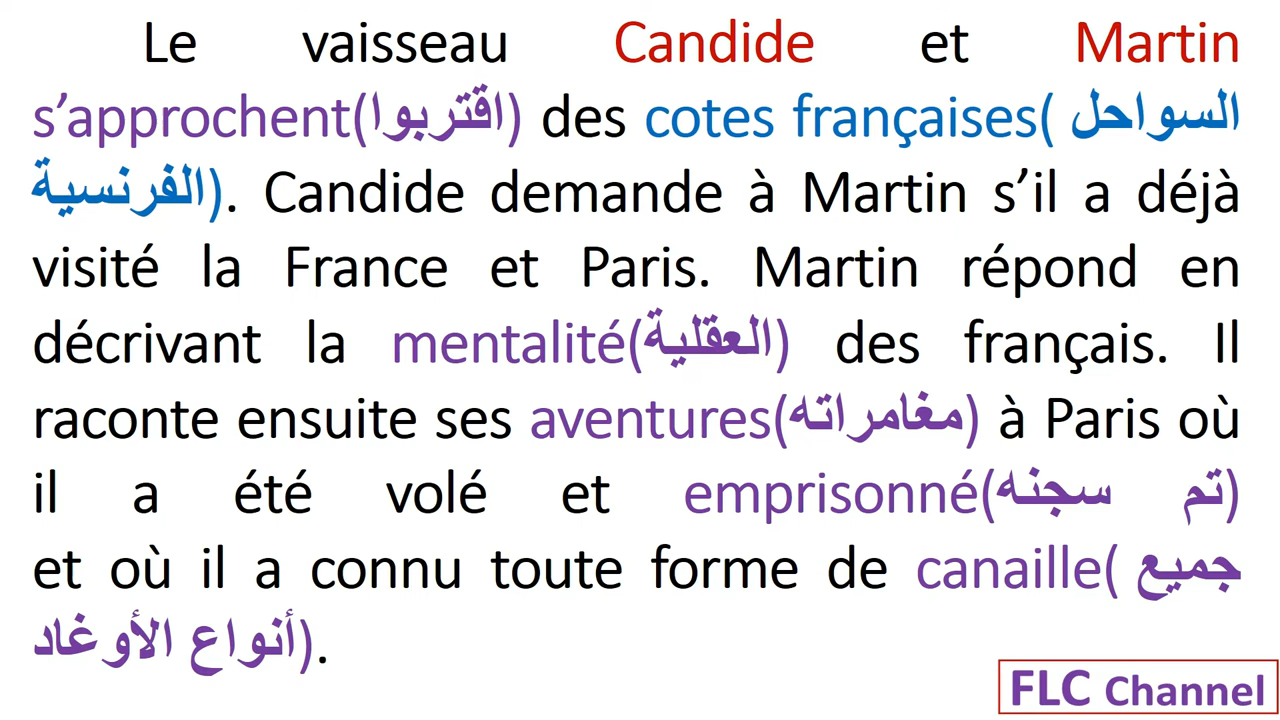 Le vaisseau Candide et Martin
s’approchent(اقتربوا) des cotes françaises( السواحل
الفرنسية). Candide demande à Martin s’il a déjà
visité la France et Paris. Martin répond en
décrivant la mentalité(العقلية) des français. Il
raconte ensuite ses aventures(مغامراته) à Paris où
il a été volé et emprisonné(تم سجنه)
et où il a connu toute forme de canaille( جميع
أنواع الأوغاد).
FLC Channel